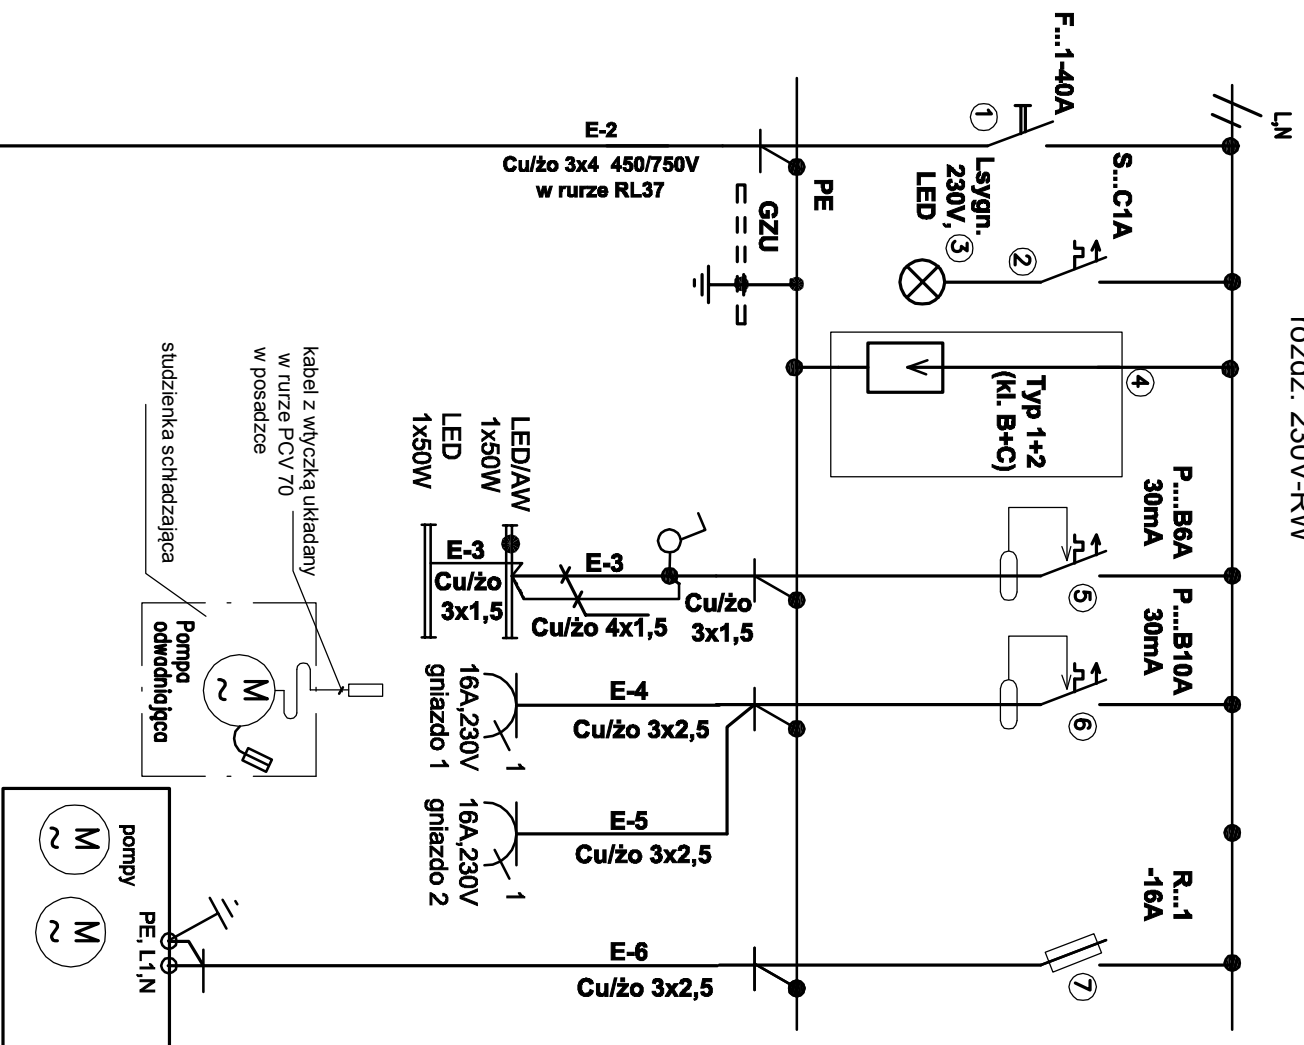 rozdz. 230V-RW
L,N
F...1-40A
1
S...C1A
2
Lsygn.
230V,
LED
3
PE
GZU
E-2
Cu/żo 3x4 450/750V
w rurze RL37
4
Typ 1+2
(kl. B+C)
P....B6A
30mA
5
P....B10A
30mA
6
R...1
-16A
7
LED/AW
1x50W
LED
1x50W
E-3
Cu/żo
3x1,5
E-3
Cu/żo 4x1,5
Cu/żo
3x1,5
E-4
Cu/żo 3x2,5
16A,230V
gniazdo 1
1
E-5
Cu/żo 3x2,5
16A,230V
gniazdo 2
1
E-6
Cu/żo 3x2,5
kabel z wtyczką układany
w rurze PCV 70
w posadzce
studzienka schładzająca
Pompa
odwadniająca
M
~
pompy
M
~
M
~
PE, L1,N